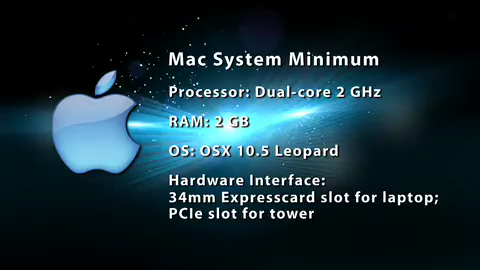 Mac System Minimum
Processor: Dual-core 2 GHz
RAM: 2 GB
OS: OSX 10.5 Leopard
Hardware Interface:
34mm Expresscard slot for laptop;
PCIe slot for tower